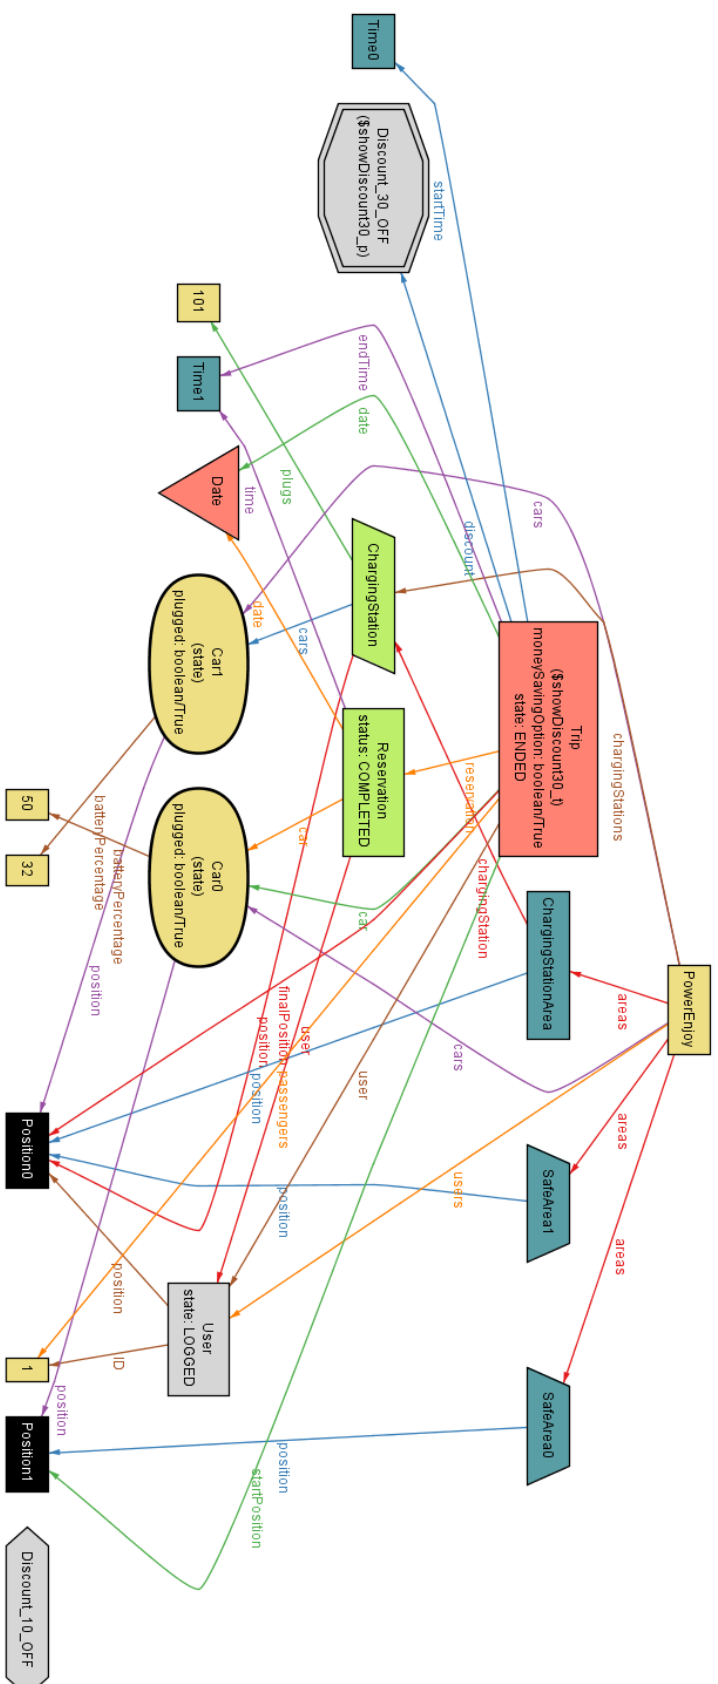 PowerEnjoy
chargingStations
areas
areas
areas
cars
Trip
($showDiscount30_t)
moneySavingOption: boolean/True
state: ENDED
ChargingStationArea
SafeArea1
SafeArea0
discount
reservation
chargingStation
cars
users
startTime
Time0
Discount_30_OFF
($showDiscount30_p)
ChargingStation
Reservation
status: COMPLETED
endTime
date
car
user
plugs
cars
car
user
finalPosition
passengers
position
position
time
date
position
position
startPosition
101
Time1
Date
Car1
(state)
plugged: boolean/True
Car0
(state)
plugged: boolean/True
User
state: LOGGED
batteryPercentage
batteryPercentage
position
position
ID
position
50
32
Position0
1
Position1
Discount_10_OFF